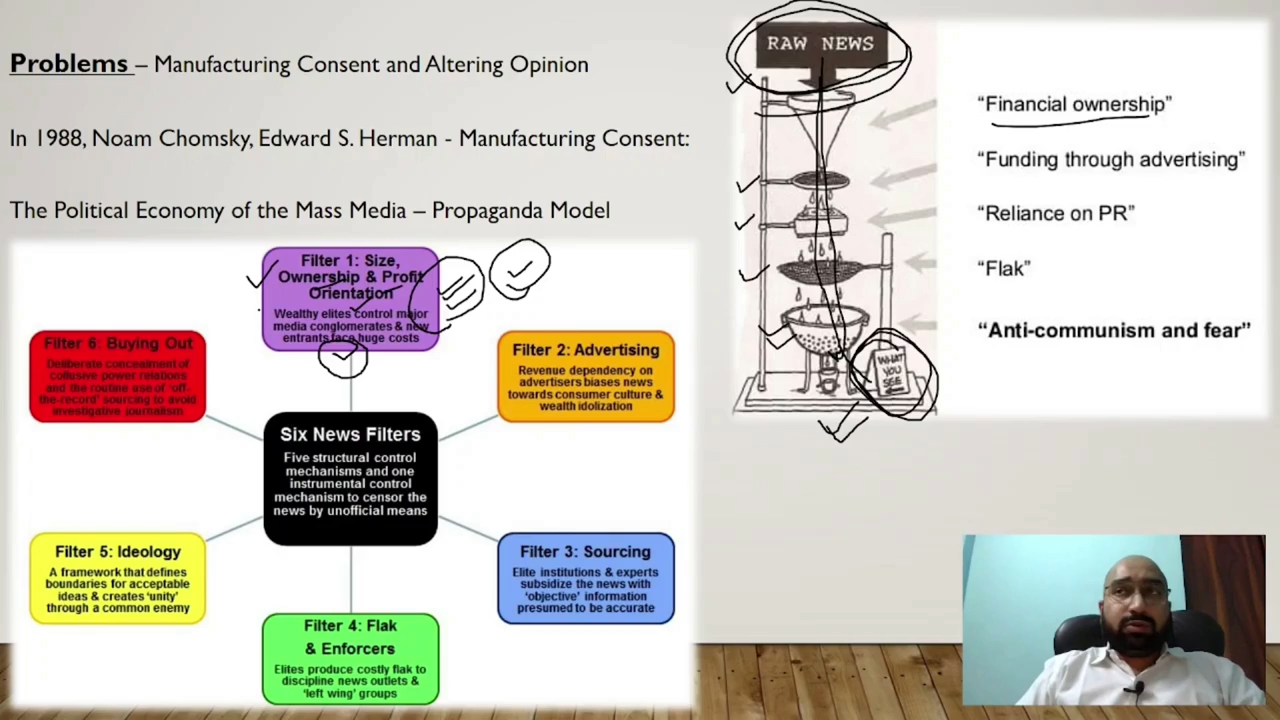 Problems – Manufacturing Consent and Altering Opinion
In 1988, Noam Chomsky, Edward S. Herman - Manufacturing Consent:
The Political Economy of the Mass Media – Propaganda Model
Filter 1: Size,
Ownership & Profit
Orientation
Wealthy elites control major
media conglomerates & new
entrants face huge costs
Filter 6: Buying Out
Deliberate concealment of
collusive power relations
and the routine use of 'off-
the-record' sourcing to avoid
investigative journalism
Filter 2: Advertising
Revenue dependency on
advertisers biases news
towards consumer culture &
wealth idolization
Six News Filters
Five structural control
mechanisms and one
instrumental control
mechanism to censor the
news by unofficial means
Filter 5: Ideology
A framework that defines
boundaries for acceptable
ideas & creates 'unity'
through a common enemy
Filter 3: Sourcing
Elite institutions & experts
subsidize the news with
'objective' information
presumed to be accurate
Filter 4: Flak
& Enforcers
Elites produce costly flak to
discipline news outlets &
'left wing' groups
RAW NEWS
WHAT
YOU
SEE
"Financial ownership"
"Funding through advertising"
"Reliance on PR"
"Flak"
"Anti-communism and fear"